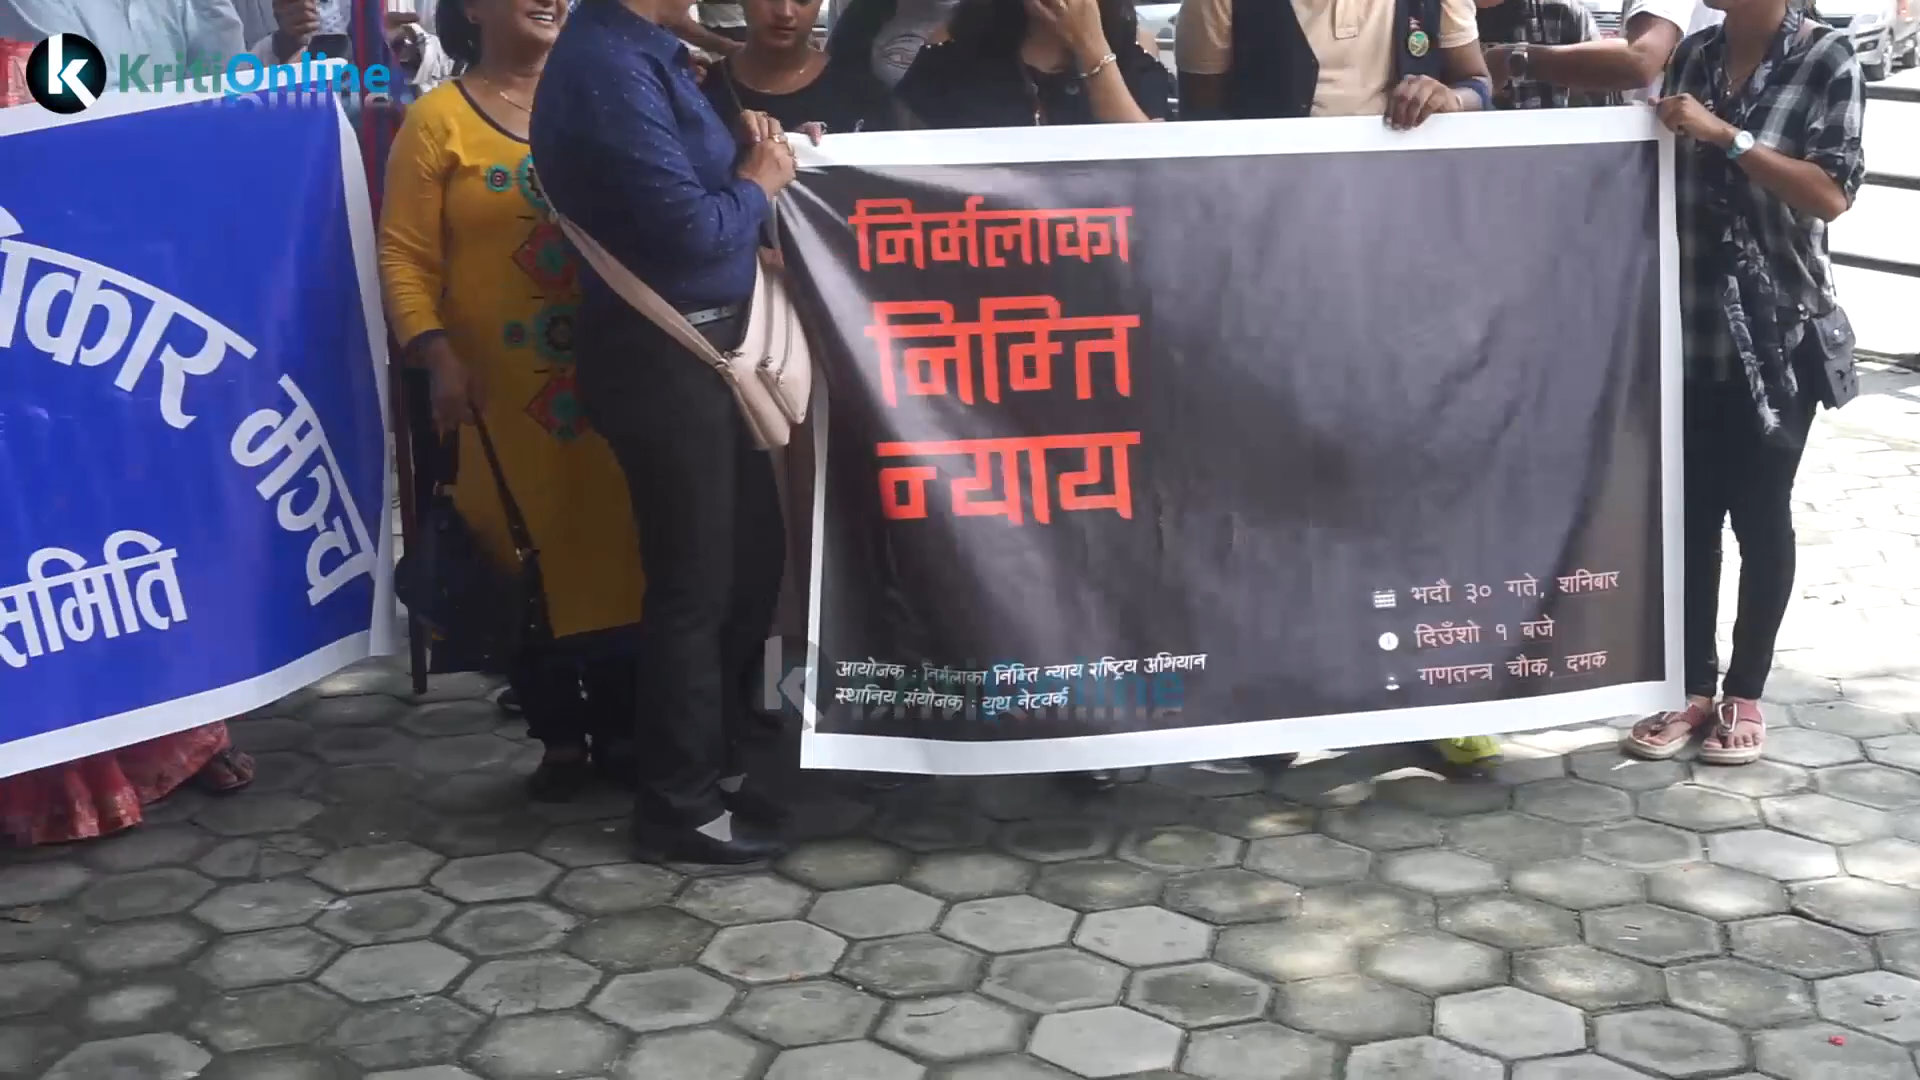 KritiOnline
कार मञ्च
समिति
निर्मलाका
निम्ति
न्याय
भदौ ३० गते, शनिबार
दिउँशो १ बजे
गणतन्त्र चौक, दमक
आयोजक : निर्मलाका निम्ति न्याय राष्ट्रिय अभियान
स्थानिय संयोजक : युथ नेटवर्क
KritiOnline